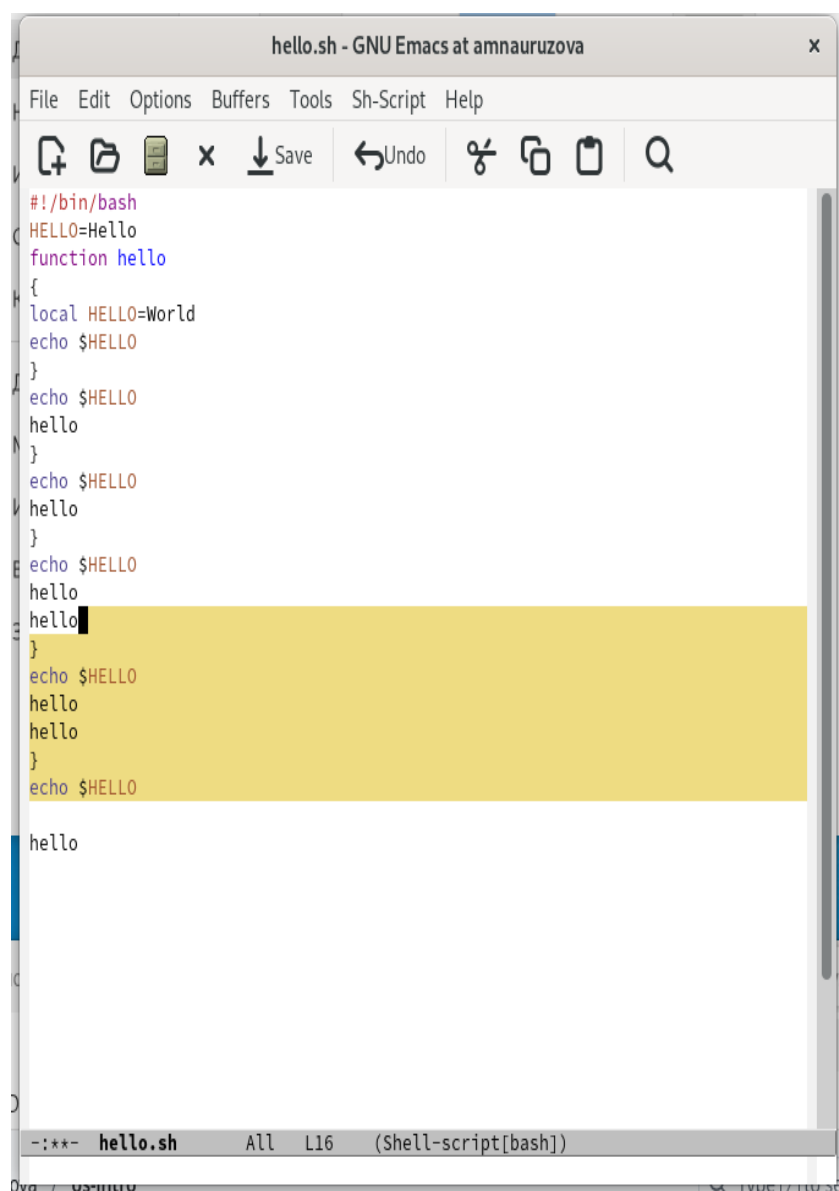 hello.sh - GNU Emacs at amnauruzova x
File Edit Options Buffers Tools Sh-Script Help
Save Undo
#!/bin/bash
HELLO=Hello
function hello
{
local HELLO=World
echo $HELLO
}
echo $HELLO
hello
}
echo $HELLO
hello
}
echo $HELLO
hello
hello
}
echo $HELLO
hello
hello
}
echo $HELLO
hello
-:**- hello.sh All L16 (Shell-script[bash])